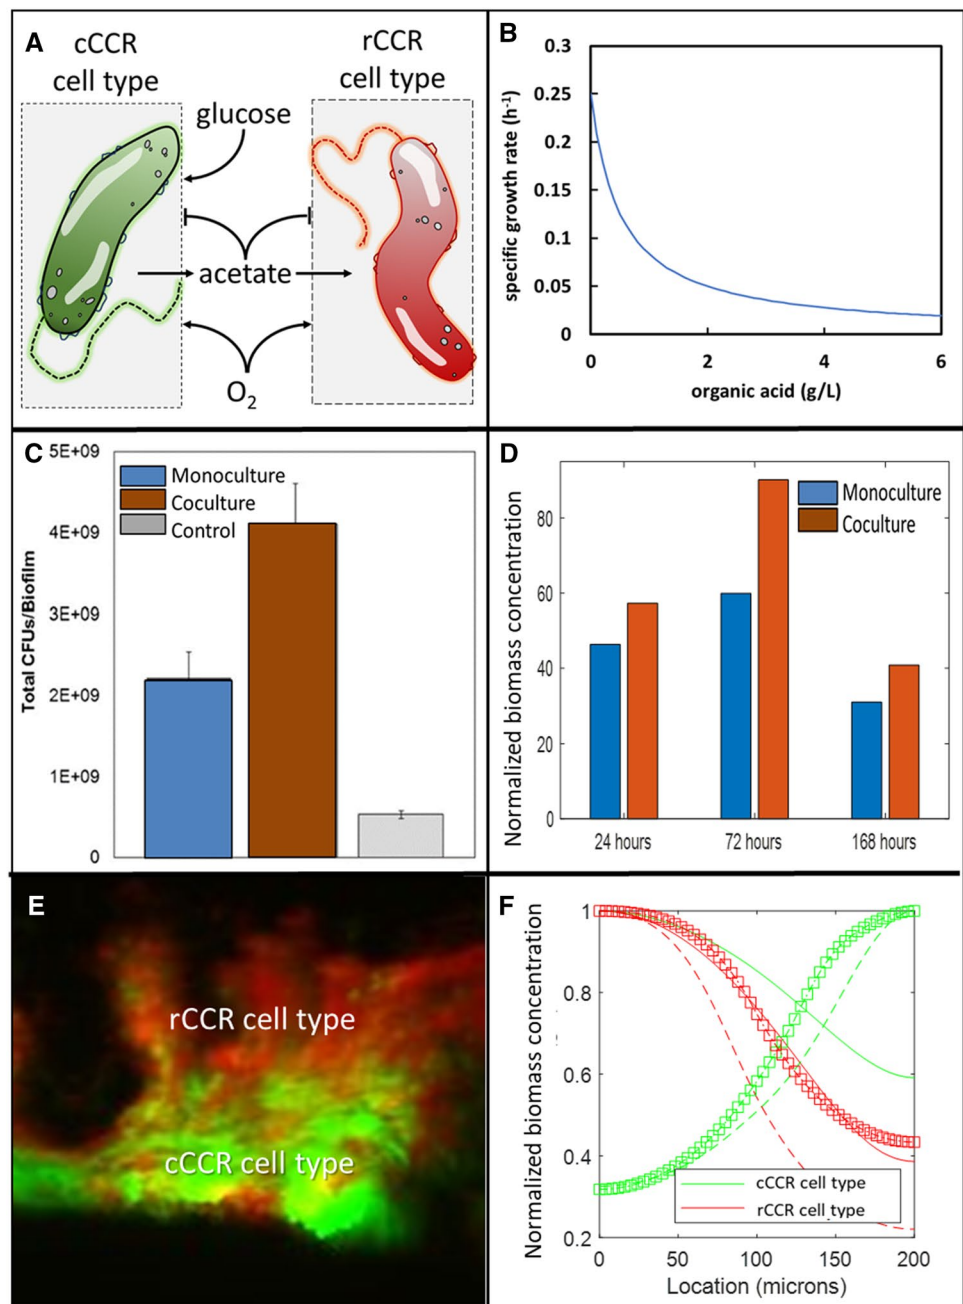 A
cCCR
cell type
rCCR
cell type
glucose
acetate
O2
B
specific growth rate (h-1)
0.3
0.25
0.2
0.15
0.1
0.05
0
0
2
4
6
organic acid (g/L)
C
Total CFUs/Biofilm
5E+09
4E+09
3E+09
2E+09
1E+09
0
Monoculture
Coculture
Control
D
Normalized biomass concentration
80
60
40
20
0
Monoculture
Coculture
24 hours
72 hours
168 hours
E
rCCR cell type
cCCR cell type
F
Normalized biomass concentration
1
0.8
0.6
0.4
0.2
cCCR cell type
rCCR cell type
0
50
100
150
200
Location (microns)